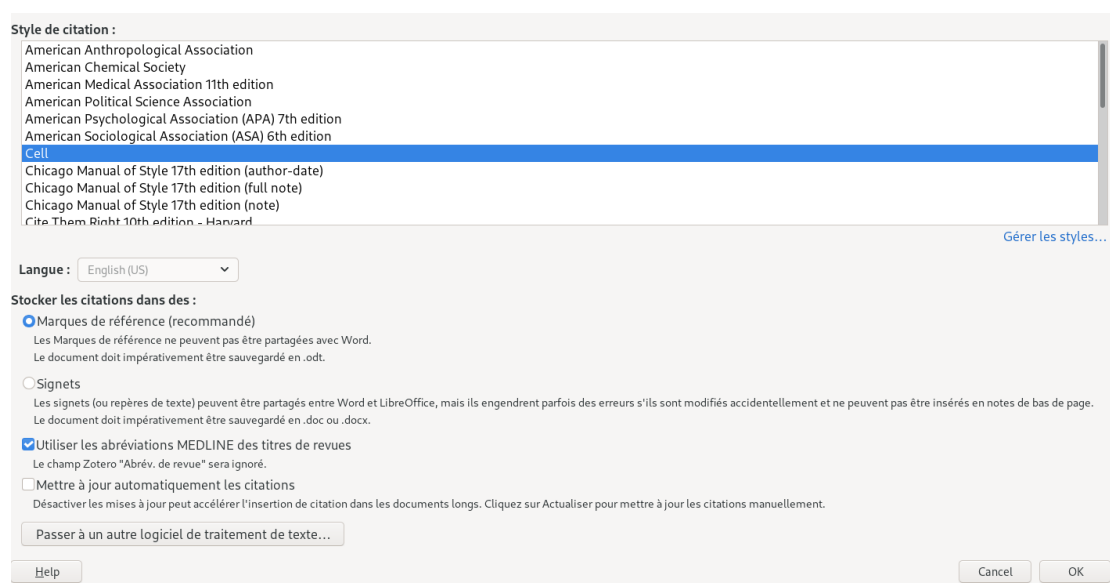 Style de citation :
American Anthropological Association
American Chemical Society
American Medical Association 11th edition
American Political Science Association
American Psychological Association (APA) 7th edition
American Sociological Association (ASA) 6th edition
Cell
Chicago Manual of Style 17th edition (author-date)
Chicago Manual of Style 17th edition (full note)
Chicago Manual of Style 17th edition (note)
Cite Them Right 10th edition - Harvard
Gérer les styles…
Langue : English (US)
Stocker les citations dans des :
Marques de référence (recommandé)
Les Marques de référence ne peuvent pas être partagées avec Word.
Le document doit impérativement être sauvegardé en .odt.
Signets
Les signets (ou repères de texte) peuvent être partagés entre Word et LibreOffice, mais ils engendrent parfois des erreurs s'ils sont modifiés accidentellement et ne peuvent pas être insérés en notes de bas de page.
Le document doit impérativement être sauvegardé en .doc ou .docx.
Utiliser les abréviations MEDLINE des titres de revues
Le champ Zotero "Abrév. de revue" sera ignoré.
Mettre à jour automatiquement les citations
Désactiver les mises à jour peut accélérer l'insertion de citation dans les documents longs. Cliquez sur Actualiser pour mettre à jour les citations manuellement.
Passer à un autre logiciel de traitement de texte…
Help Cancel OK